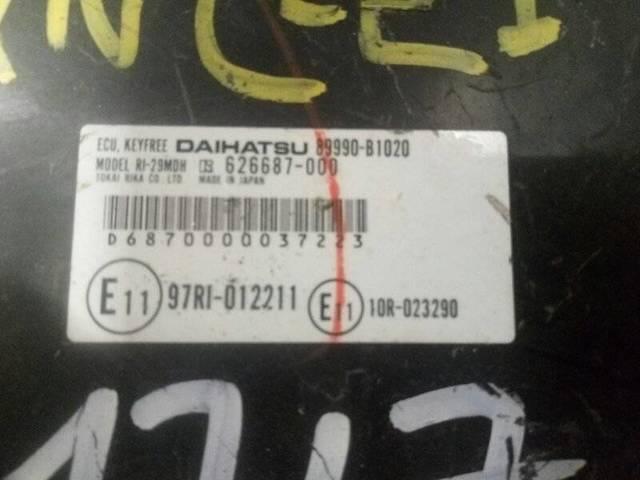 ECU, KEYFREE DAIHATSU 89990-B1020
MODEL RI-29MDH 626687-000
TOKAI RIKA CO., LTD. MADE IN JAPAN
D6870000037223
E11 97RI-012211 E11 10R-023290